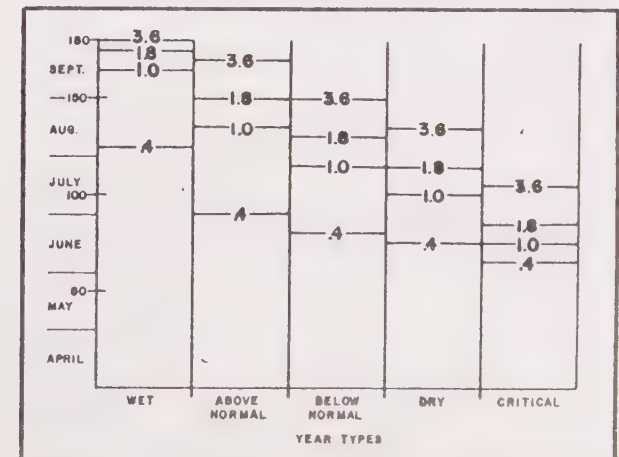 180 3.6
1.8
3.6
SEPT. 1.0
150 1.8 3.6
AUG. 1.0 3.6
1.8
.4
1.0 1.8
JULY 3.6
100 1.0
.4
1.8
.4
JUNE .4 1.0
.4
50
MAY
APRIL
WET ABOVE BELOW DRY CRITICAL
NORMAL NORMAL
YEAR TYPES